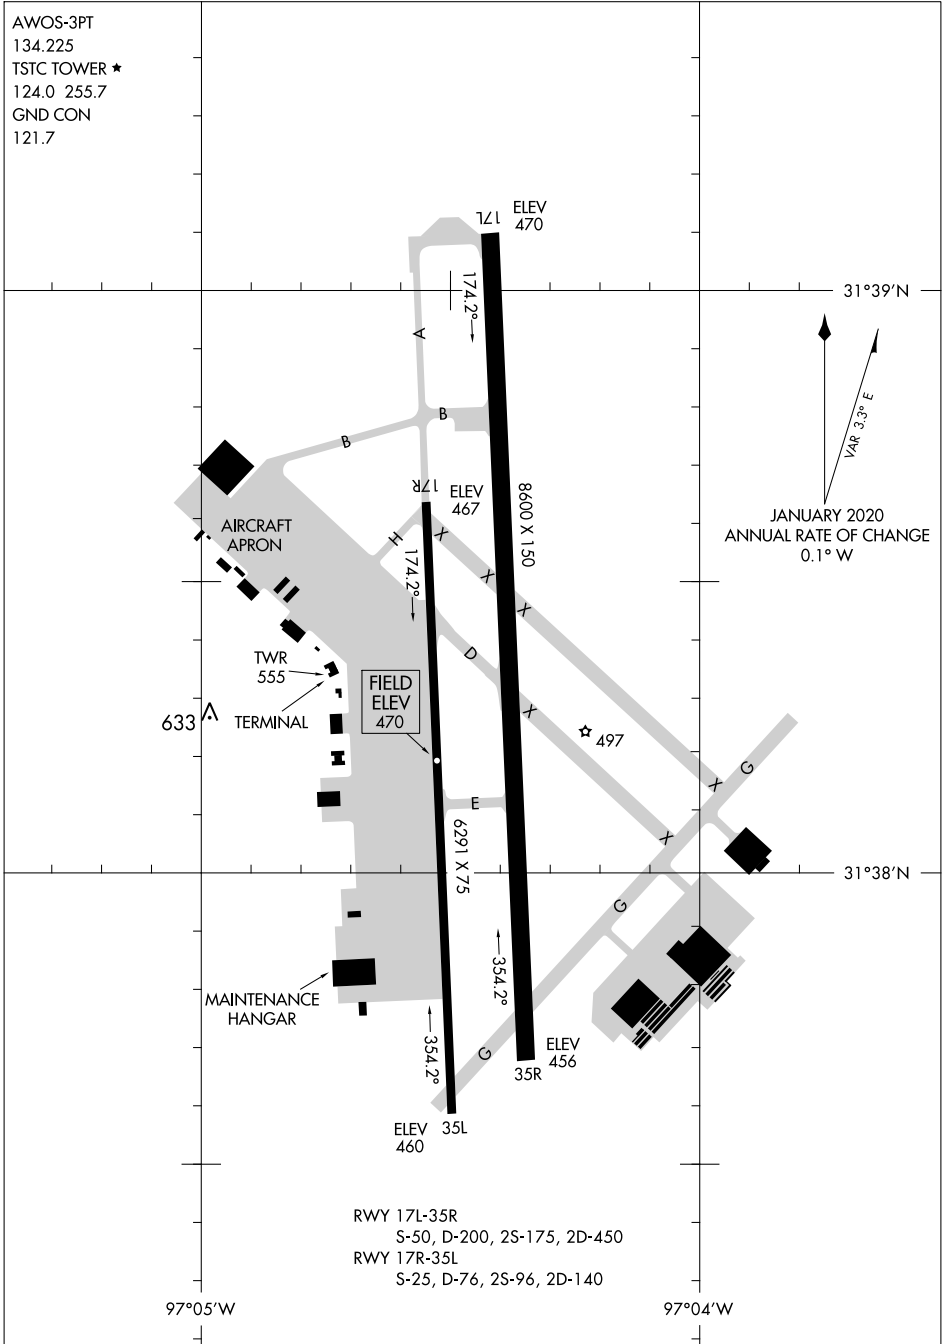 AWOS-3PT
134.225
TSTC TOWER ★
124.0 255.7
GND CON
121.7
17L
ELEV
470
174.2°
31°39'N
A
B
B
VAR 3.3° E
17R
ELEV
467
8600 X 150
JANUARY 2020
ANNUAL RATE OF CHANGE
0.1° W
AIRCRAFT
APRON
H
X
174.2°
X
X
D
TWR
555
FIELD
ELEV
470
633
TERMINAL
X
497
G
X
E
6291 X 75
X
31°38'N
G
354.2°
MAINTENANCE
HANGAR
354.2°
G
ELEV
456
35R
ELEV
460
35L
RWY 17L-35R
S-50, D-200, 2S-175, 2D-450
RWY 17R-35L
S-25, D-76, 2S-96, 2D-140
97°05'W
97°04'W